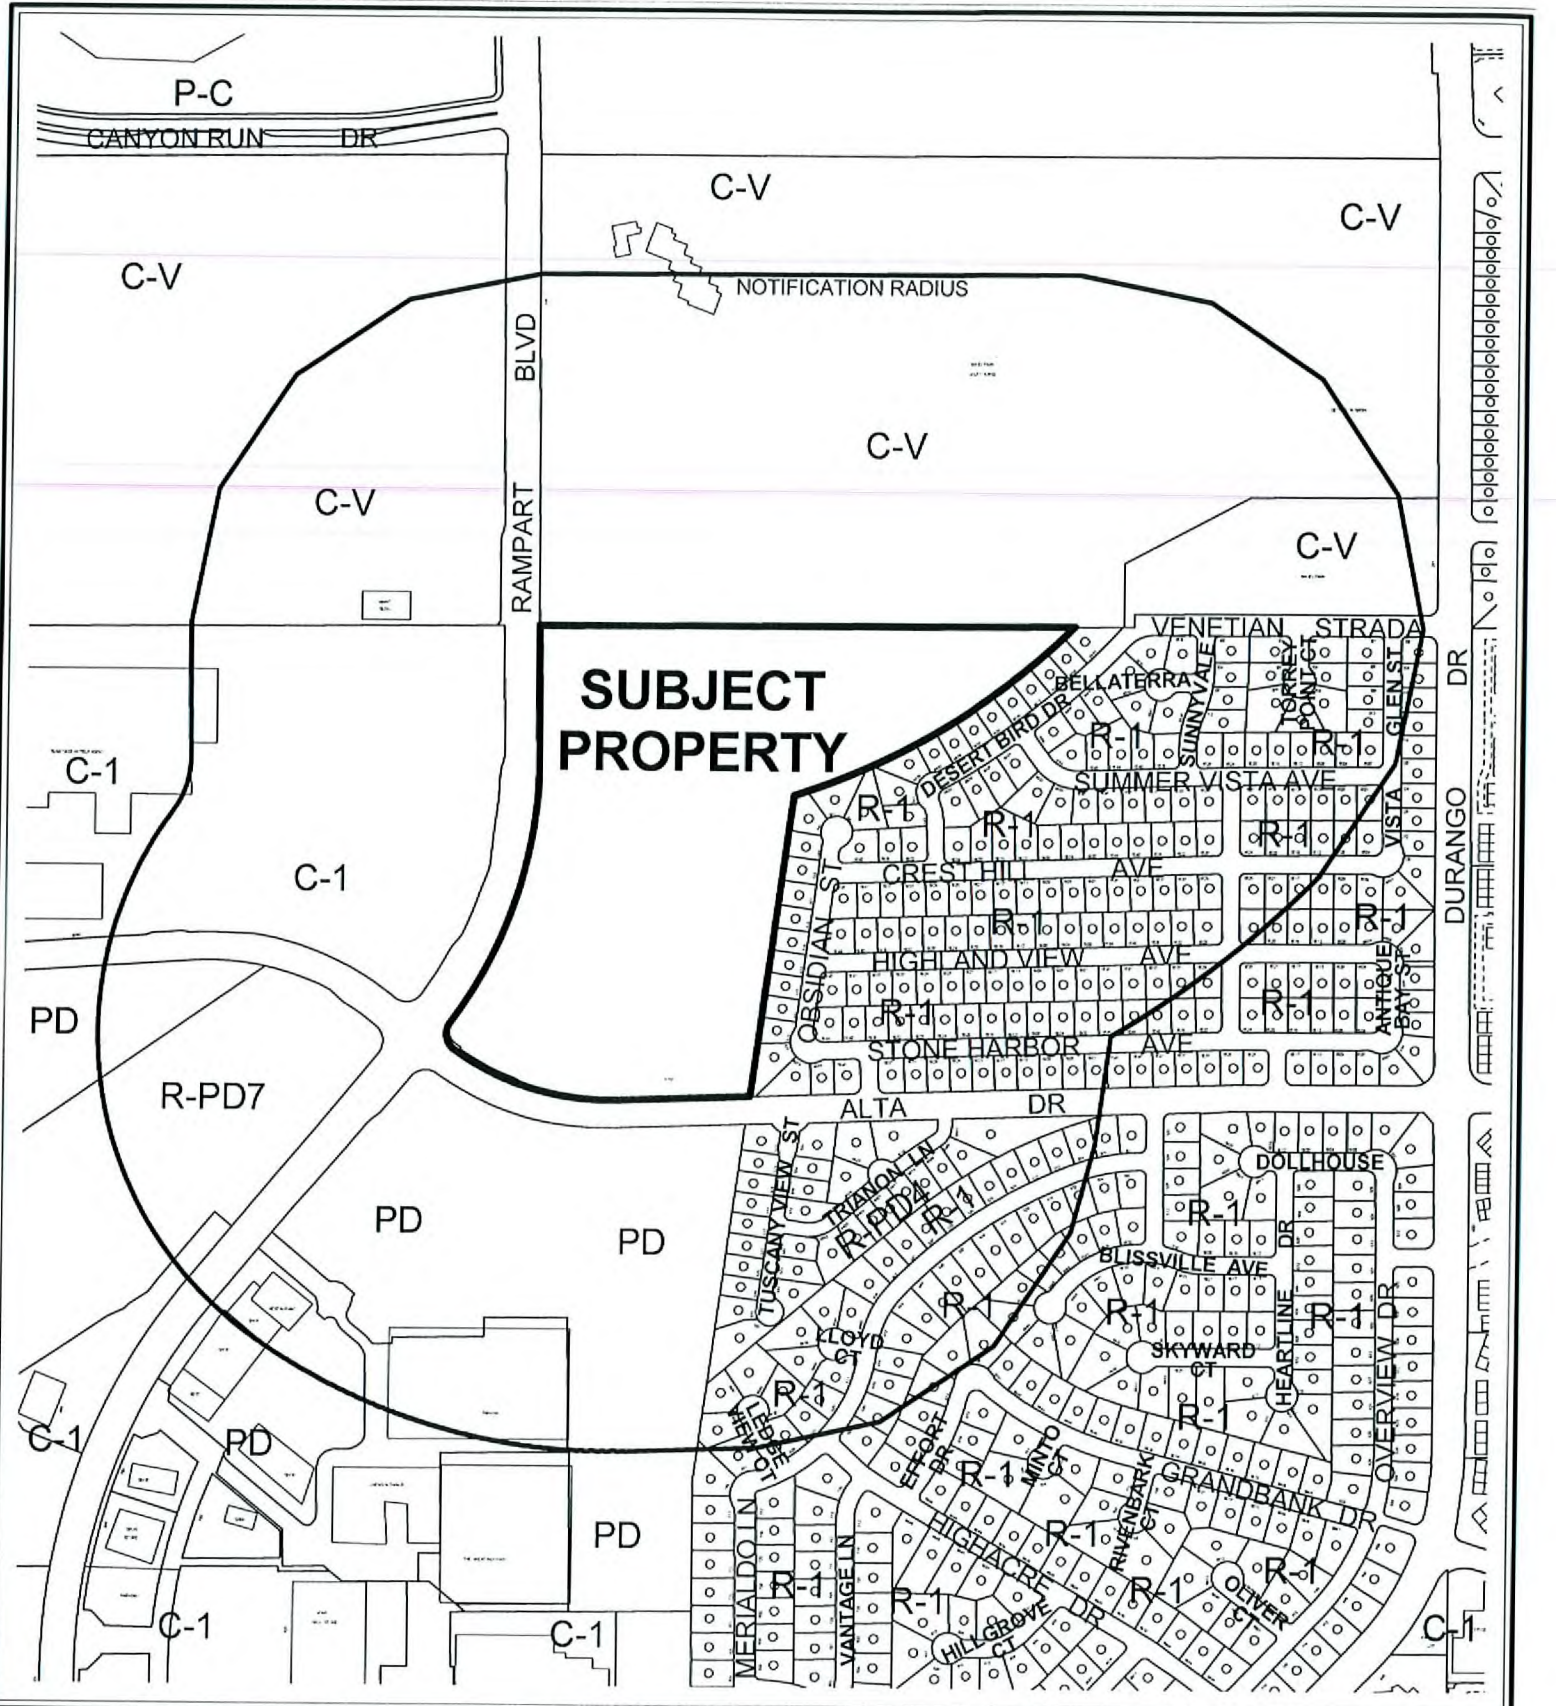 P-C
CANYON RUN DR
C-V
C-V
C-V
NOTIFICATION RADIUS
BLVD
C-V
C-V
RAMPART
C-V
VENETIAN STRADA
SUBJECT
PROPERTY
BELLATERRA
SUNNYVALE
TORREY
POINT CT
GLEN ST
DR
DESERT BIRD DR
R-1
R-1
C-1
SUMMER VISTA AVE
VISTA
R-1
R-1
R-1
DURANGO
C-1
CREST HILL AVE
OBSIDIAN ST
R-1
R-1
HIGHLAND VIEW AVE
ANTIQUE
BAY ST
PD
R-1
R-1
STONE HARBOR AVE
R-PD7
ALTA DR
TUSCANY VIEW ST
TRIANON LN
DOLLHOUSE
R-PD4
R-1
R-1
PD
PD
DR
BLISSVILLE AVE
R-1
R-1
R-1
HEARTLINE
OVERVIEW DR
LLOYD
CT
SKYWARD
CT
R-1
R-1
C-1
PD
LEDGE
HEW CT
EFFORT
DR
MINTO
CT
R-1
RIVENBARK
CT
GRANDBANK DR
PD
MERIALDO LN
VANTAGE LN
HIGHACRE DR
R-1
R-1
R-1
R-1
R-1
OLIVER
CT
C-1
C-1
HILLGROVE
CT
C-1